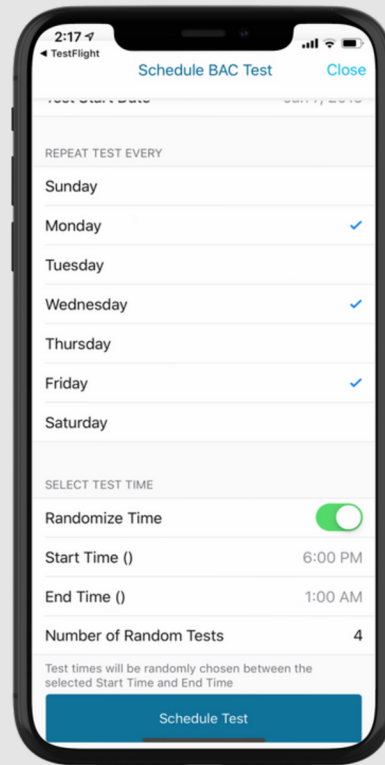 2:17
◀ TestFlight
Schedule BAC Test Close
REPEAT TEST EVERY
Sunday
Monday
Tuesday
Wednesday
Thursday
Friday
Saturday
SELECT TEST TIME
Randomize Time
Start Time () 6:00 PM
End Time () 1:00 AM
Number of Random Tests 4
Test times will be randomly chosen between the
selected Start Time and End Time
Schedule Test